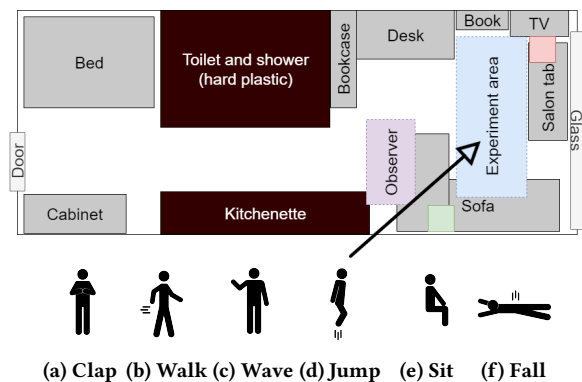 Bed
Toilet and shower
(hard plastic)
Bookcase
Desk
Book
TV
Experiment area
Salon tab
Glass
Door
Observer
Cabinet
Kitchenette
Sofa
(a) Clap (b) Walk (c) Wave (d) Jump (e) Sit (f) Fall